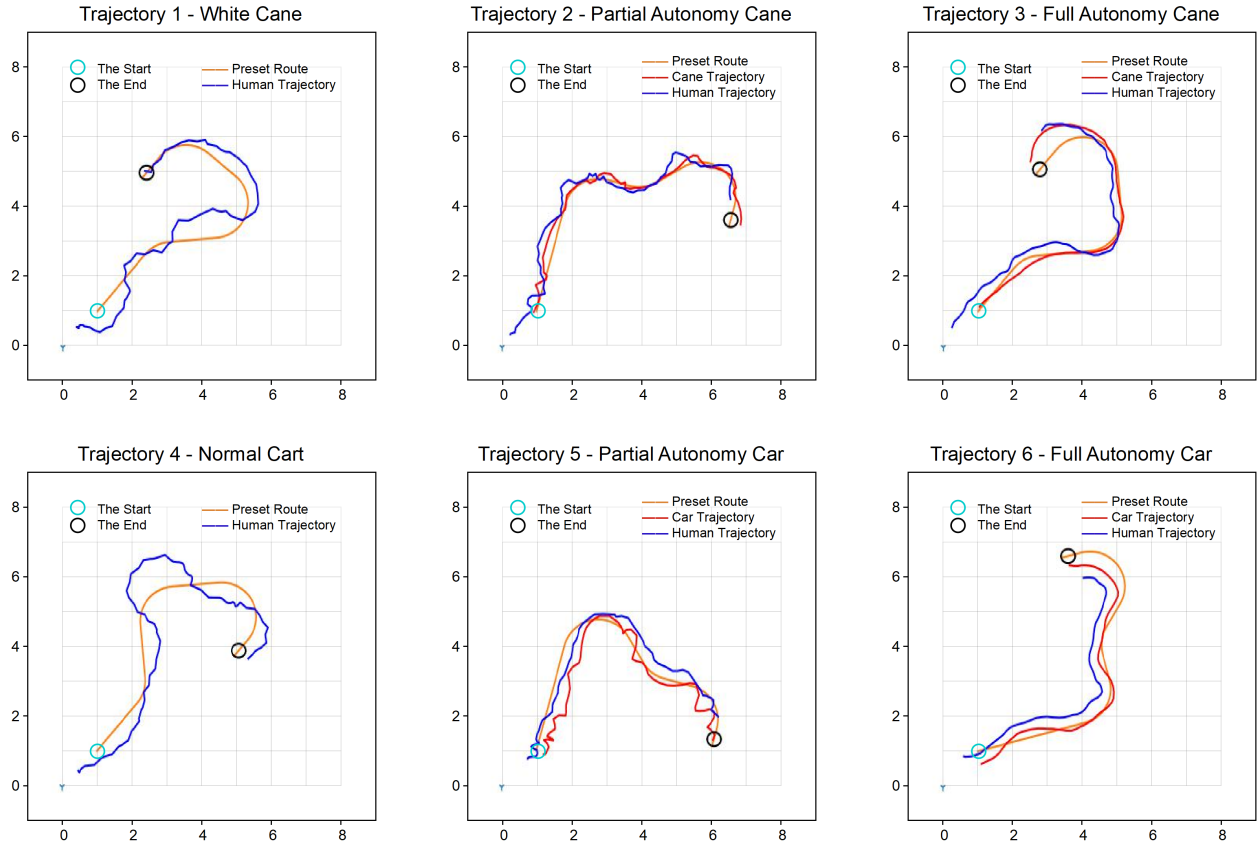 Trajectory 1 - White Cane
8
6
4
2
0
The Start
The End
Preset Route
Human Trajectory
0 2 4 6 8
Trajectory 2 - Partial Autonomy Cane
8
6
4
2
0
The Start
The End
Preset Route
Cane Trajectory
Human Trajectory
0 2 4 6 8
Trajectory 3 - Full Autonomy Cane
8
6
4
2
0
The Start
The End
Preset Route
Cane Trajectory
Human Trajectory
0 2 4 6 8
Trajectory 4 - Normal Cart
8
6
4
2
0
The Start
The End
Preset Route
Human Trajectory
0 2 4 6 8
Trajectory 5 - Partial Autonomy Car
8
6
4
2
0
The Start
The End
Preset Route
Car Trajectory
Human Trajectory
0 2 4 6 8
Trajectory 6 - Full Autonomy Car
8
6
4
2
0
The Start
The End
Preset Route
Car Trajectory
Human Trajectory
0 2 4 6 8